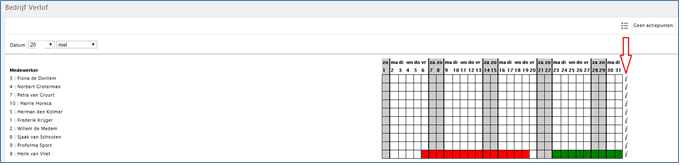 Bedrijf Verlof
Geen actiepunten
Datum: 20 mei
zo ma di wo do vr za zo ma di wo do vr za zo ma di wo do vr za zo ma di wo do vr za zo ma di
Medewerker 1 2 3 4 5 6 7 8 9 10 11 12 13 14 15 16 17 18 19 20 21 22 23 24 25 26 27 28 29 30 31
3 | Fiona de Dwillem
4 | Norbert Groterman
7 | Petra van Gruurt
10 | Harrie Horeca
5 | Herman den Kolmer
1 | Frederik Krijger
2 | Willem de Medem
6 | Sjaak van Schouten
9 | Proforma Sport
8 | Henk van Vliet